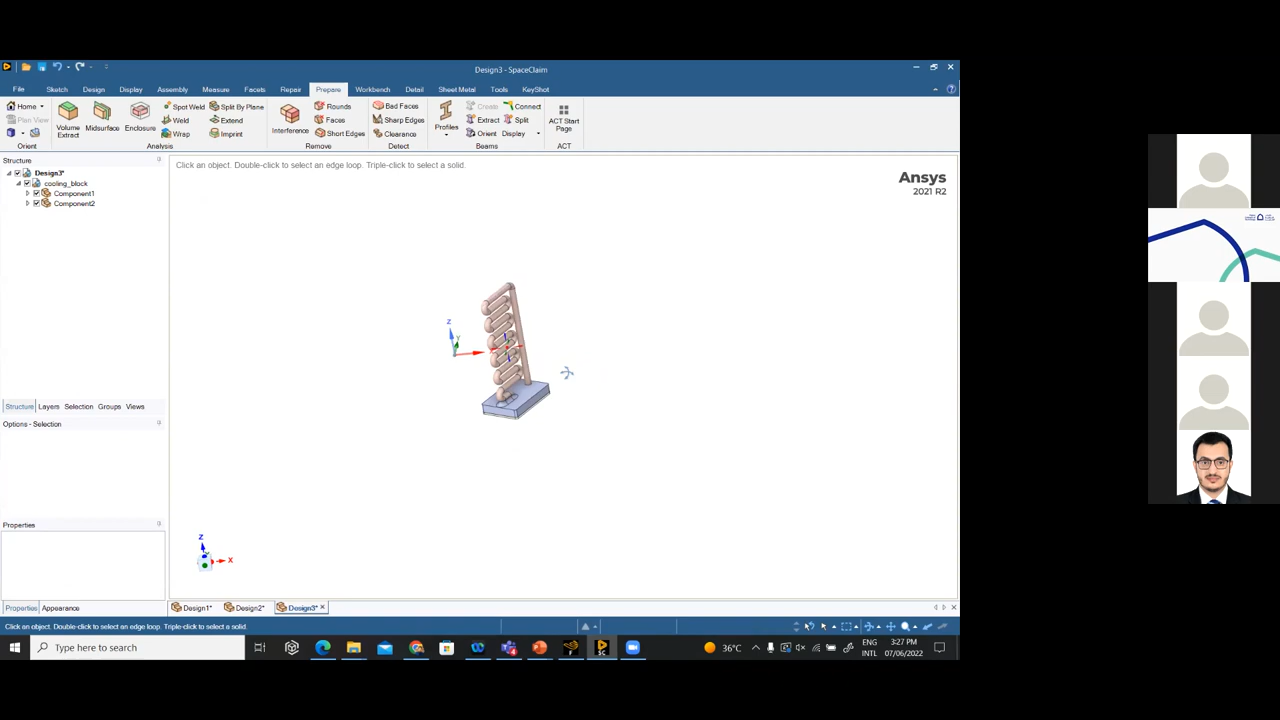 Design3* - SpaceClaim
File Sketch Design Display Assembly Measure Facets Repair Prepare Workbench Detail Sheet Metal Tools KeyShot
Home
Plan View
Orient
Volume Extract
Midsurface
Enclosure
Spot Weld
Weld
Wrap
Split By Plane
Extend
Imprint
Analysis
Interference
Rounds
Faces
Short Edges
Remove
Bad Faces
Sharp Edges
Clearance
Detect
Profiles
Create
Connect
Extract
Split
Orient
Display
Beams
ACT Start Page
ACT
Structure
Click an object. Double-click to select an edge loop. Triple-click to select a solid.
Design3*
cooling_block
Component1
Component2
Ansys
2021 R2
Z
Y
Structure Layers Selection Groups Views
Options - Selection
Properties
Z
X
Properties Appearance
Design1* Design2* Design3*
Click an object. Double-click to select an edge loop. Triple-click to select a solid.
Type here to search
36°C
ENG
INTL
3:27 PM
07/06/2022